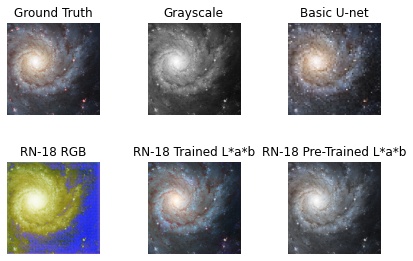 Ground Truth
Grayscale
Basic U-net
RN-18 RGB
RN-18 Trained L*a*b
RN-18 Pre-Trained L*a*b